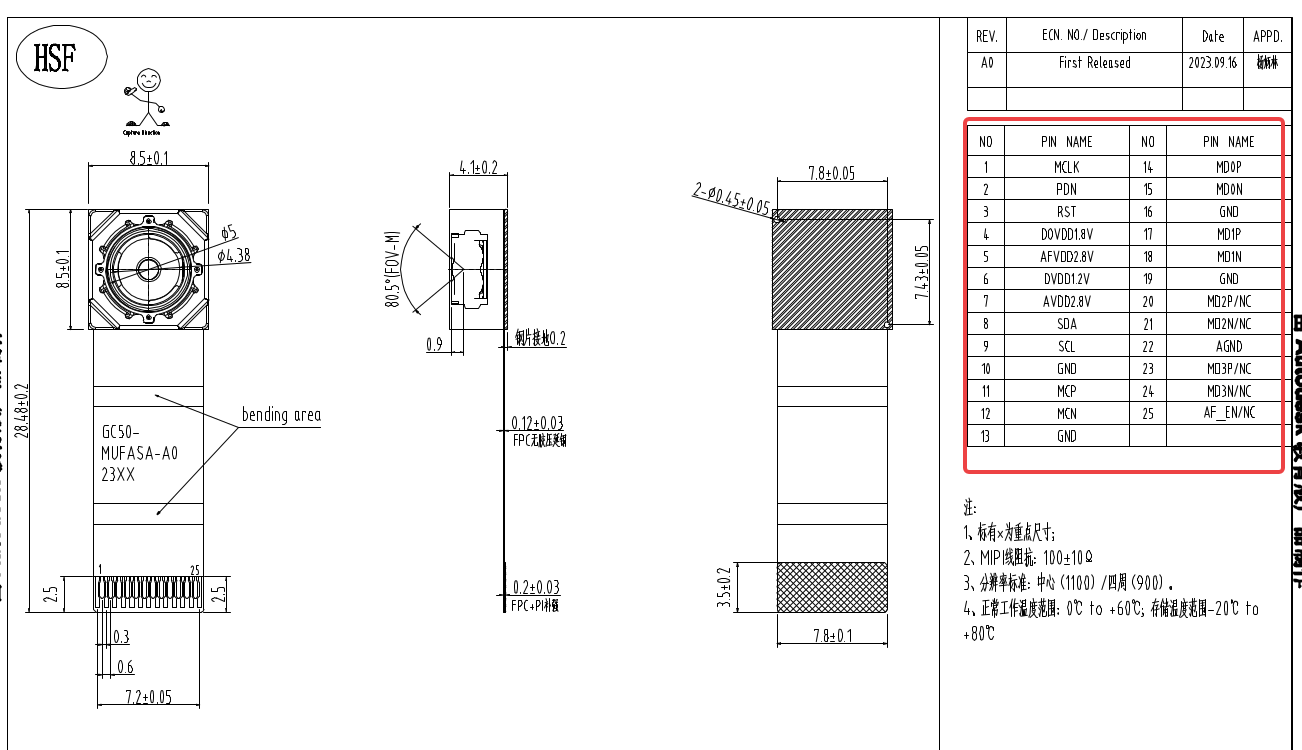 HSF
Capture Direction
8.5±0.1
8.5±0.1
ϕ5
ϕ4.38
28.48±0.2
bending area
GC50-
MUFASA-A0
23XX
1
25
2.5
2.5
0.3
0.6
7.2±0.05
4.1±0.2
80.5°(FOV-M)
0.9
钢片接地0.2
0.12±0.03
FPC无胶压延铜
0.2±0.03
FPC+PI补强
2-ϕ0.45±0.05
7.8±0.05
7.43±0.05
3.5±0.2
7.8±0.1
REV. ECN. NO./ Description Date APPD.
A0 First Released 2023.09.16
NO PIN NAME NO PIN NAME
1 MCLK 14 MD0P
2 PDN 15 MD0N
3 RST 16 GND
4 DOVDD1.8V 17 MD1P
5 AFVDD2.8V 18 MD1N
6 DVDD1.2V 19 GND
7 AVDD2.8V 20 MD2P/NC
8 SDA 21 MD2N/NC
9 SCL 22 AGND
10 GND 23 MD3P/NC
11 MCP 24 MD3N/NC
12 MCN 25 AF_EN/NC
13 GND
注:
1、标有×为重点尺寸;
2、MIPI线阻抗: 100±10Ω
3、分辨率标准: 中心 (1100) /四周 (900) 。
4、正常工作温度范围: 0℃ to +60℃; 存储温度范围-20℃ to
+80℃